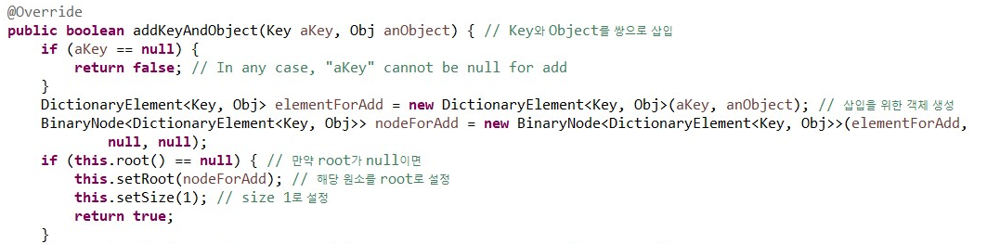 @Override
public boolean addKeyAndObject(Key aKey, Obj anObject) { // Key와 Object를 쌍으로 삽입
    if (aKey == null) {
        return false; // In any case, "aKey" cannot be null for add
    }
    DictionaryElement<Key, Obj> elementForAdd = new DictionaryElement<Key, Obj>(aKey, anObject); // 삽입을 위한 객체 생성
    BinaryNode<DictionaryElement<Key, Obj>> nodeForAdd = new BinaryNode<DictionaryElement<Key, Obj>>(elementForAdd,
            null, null);
    if (this.root() == null) { // 만약 root가 null이면
        this.setRoot(nodeForAdd); // 해당 원소를 root로 설정
        this.setSize(1); // size 1로 설정
        return true;
    }